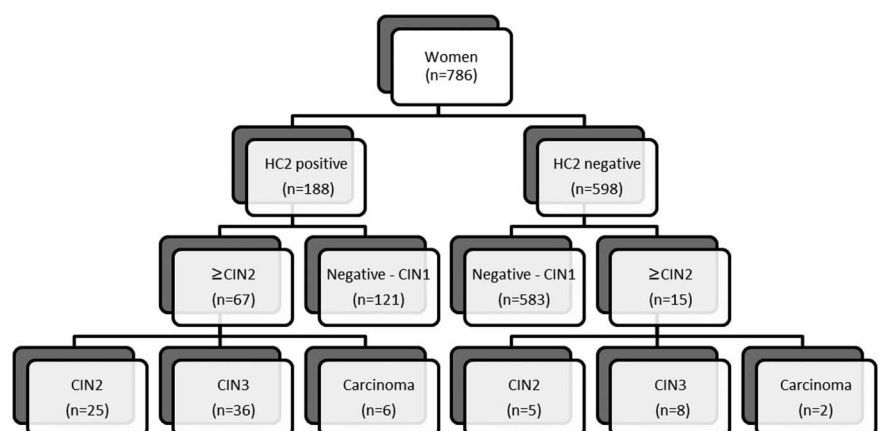 Women
(n=786)
HC2 positive
(n=188)
HC2 negative
(n=598)
≥CIN2
(n=67)
Negative - CIN1
(n=121)
Negative - CIN1
(n=583)
≥CIN2
(n=15)
CIN2
(n=25)
CIN3
(n=36)
Carcinoma
(n=6)
CIN2
(n=5)
CIN3
(n=8)
Carcinoma
(n=2)